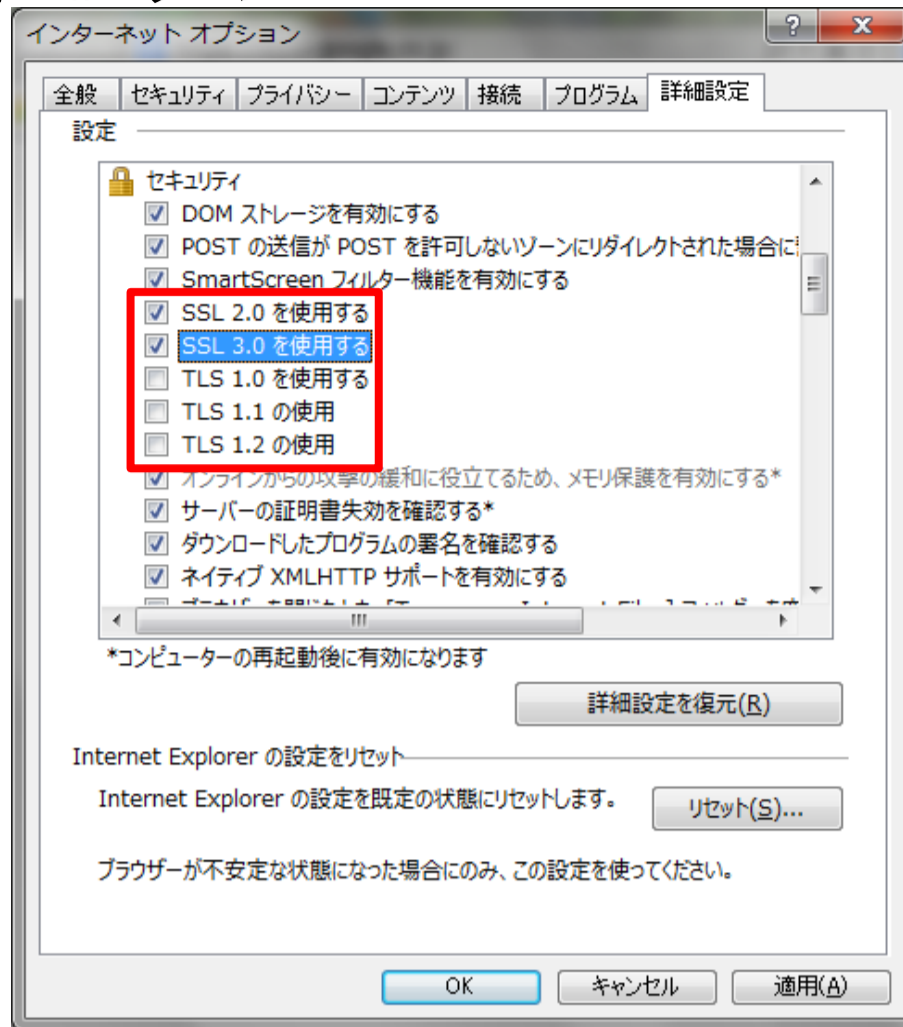 インターネット オプション
全般 セキュリティ プライバシー コンテンツ 接続 プログラム 詳細設定
設定
セキュリティ
DOM ストレージを有効にする
POST の送信が POST を許可しないゾーンにリダイレクトされた場合に
SmartScreen フィルター機能を有効にする
SSL 2.0 を使用する
SSL 3.0 を使用する
TLS 1.0 を使用する
TLS 1.1 の使用
TLS 1.2 の使用
オンラインからの攻撃の緩和に役立てるため、メモリ保護を有効にする*
サーバーの証明書失効を確認する*
ダウンロードしたプログラムの署名を確認する
ネイティブ XMLHTTP サポートを有効にする
*コンピューターの再起動後に有効になります
詳細設定を復元(R)
Internet Explorer の設定をリセット
Internet Explorer の設定を既定の状態にリセットします。
リセット(S)...
ブラウザーが不安定な状態になった場合にのみ、この設定を使ってください。
OK キャンセル 適用(A)